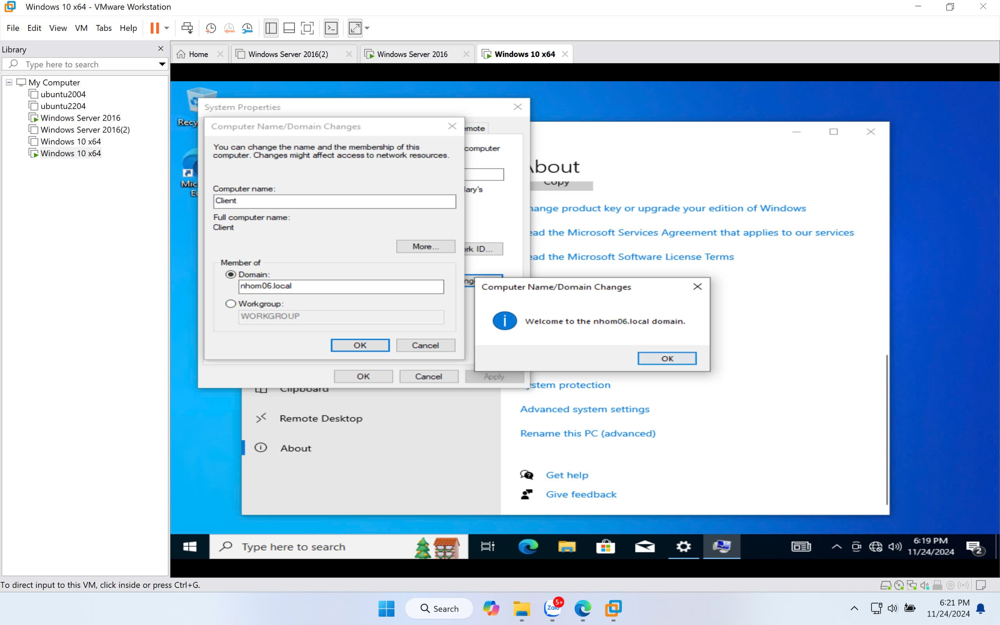 Windows 10 x64 - VMware Workstation
File Edit View VM Tabs Help
Library
Type here to search
My Computer
ubuntu2004
ubuntu2204
Windows Server 2016
Windows Server 2016(2)
Windows 10 x64
Windows 10 x64
Home
Windows Server 2016(2)
Windows Server 2016
Windows 10 x64
Recy
Mic
System Properties
emote
computer
lary's
ork ID...
OK Cancel Apply
Computer Name/Domain Changes
You can change the name and the membership of this
computer. Changes might affect access to network resources.
Computer name:
Client
Full computer name:
Client
More...
Member of
Domain:
nhom06.local
Workgroup:
WORKGROUP
OK Cancel
Computer Name/Domain Changes
Welcome to the nhom06.local domain.
OK
About
Copy
hange product key or upgrade your edition of Windows
ead the Microsoft Services Agreement that applies to our services
ead the Microsoft Software License Terms
ystem protection
Advanced system settings
Rename this PC (advanced)
Get help
Give feedback
Clipboard
Remote Desktop
About
Type here to search
6:19 PM
11/24/2024
2
To direct input to this VM, click inside or press Ctrl+G.
Search
Zalo
5+
6:21 PM
11/24/2024